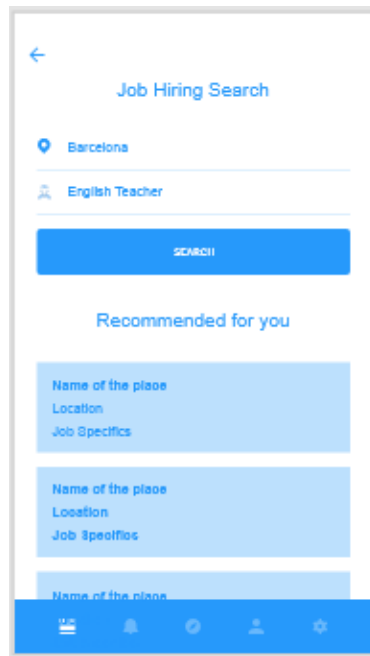 Job Hiring Search
Barcelona
English Teacher
SEARCH
Recommended for you
Name of the place
Location
Job Specifics
Name of the place
Location
Job Specifics
Name of the place